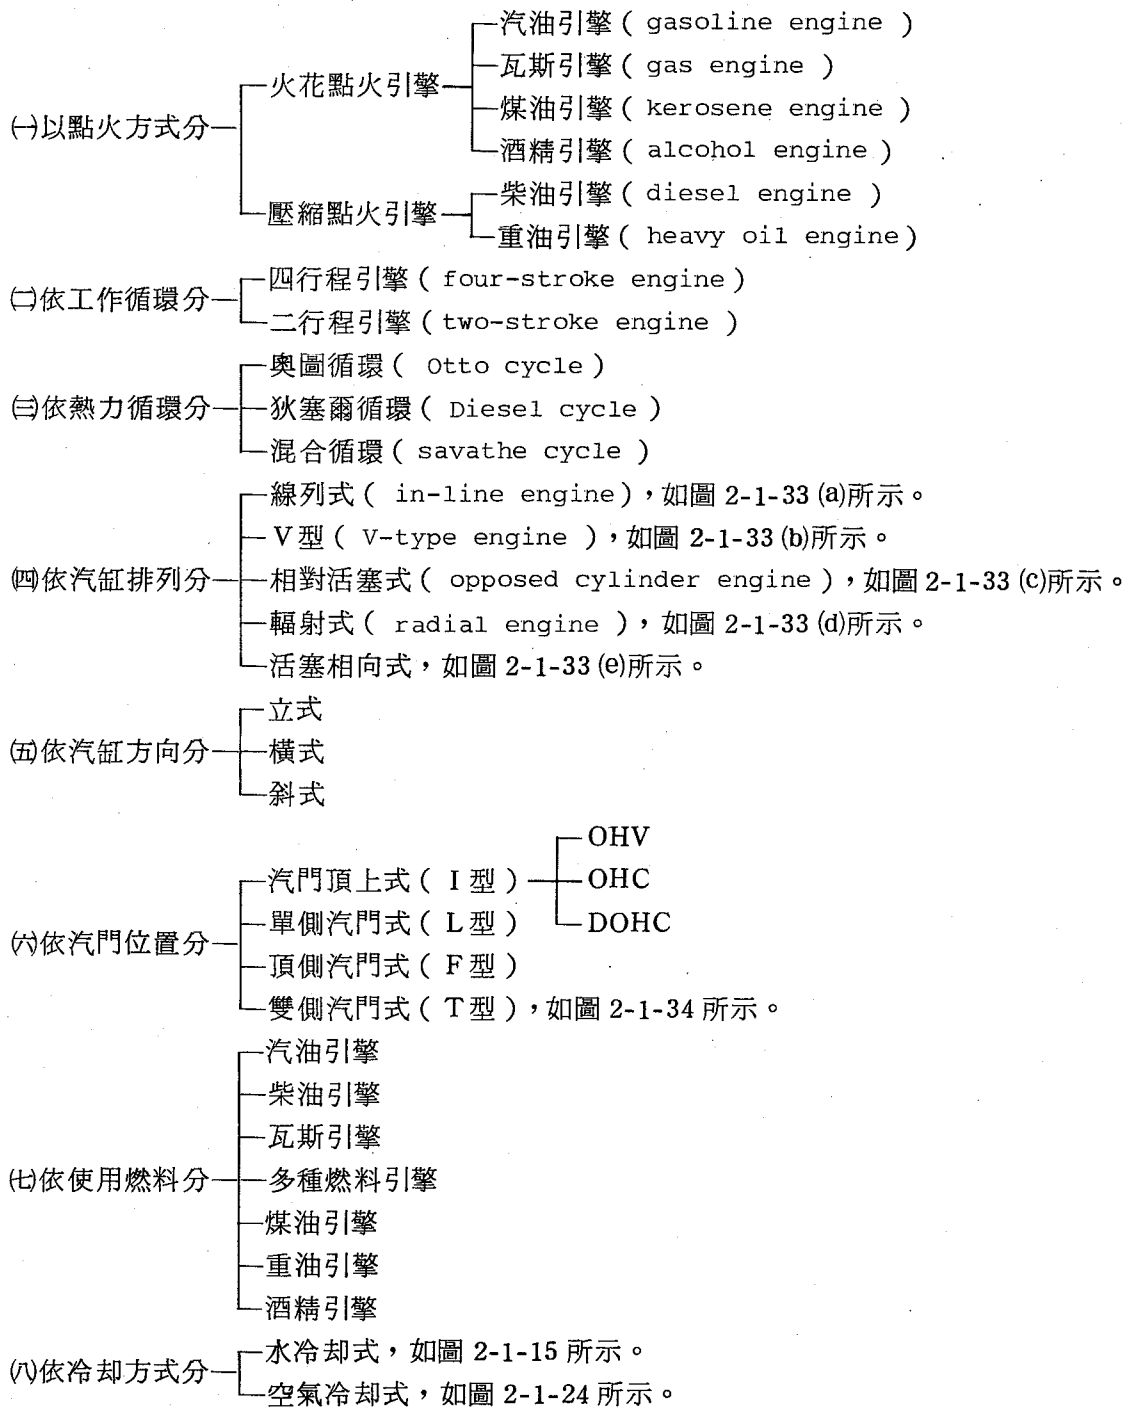 汽油引擎( gasoline engine )
瓦斯引擎( gas engine )
火花點火引擎
煤油引擎( kerosene engine )
㈠以點火方式分
酒精引擎( alcohol engine )
柴油引擎( diesel engine )
壓縮點火引擎
重油引擎( heavy oil engine)
四行程引擎( four-stroke engine)
㈡依工作循環分
二行程引擎(two-stroke engine )
奧圖循環( Otto cycle )
㈢依熱力循環分
狄塞爾循環( Diesel cycle )
混合循環( savathe cycle )
線列式( in-line engine),如圖 2-1-33 (a)所示。
V型( V-type engine ),如圖 2-1-33 (b)所示。
㈣依汽缸排列分
相對活塞式( opposed cylinder engine),如圖 2-1-33 (c)所示。
輻射式( radial engine ),如圖 2-1-33 (d)所示。
活塞相向式,如圖 2-1-33 (e)所示。
立式
㈤依汽缸方向分
橫式
斜式
OHV
汽門頂上式( I 型)
OHC
單側汽門式( L 型)
DOHC
㈥依汽門位置分
頂側汽門式( F 型)
雙側汽門式( T 型),如圖 2-1-34 所示。
汽油引擎
柴油引擎
瓦斯引擎
㈦依使用燃料分
多種燃料引擎
煤油引擎
重油引擎
酒精引擎
水冷却式,如圖 2-1-15 所示。
㈧依冷却方式分
空氣冷却式,如圖 2-1-24 所示。